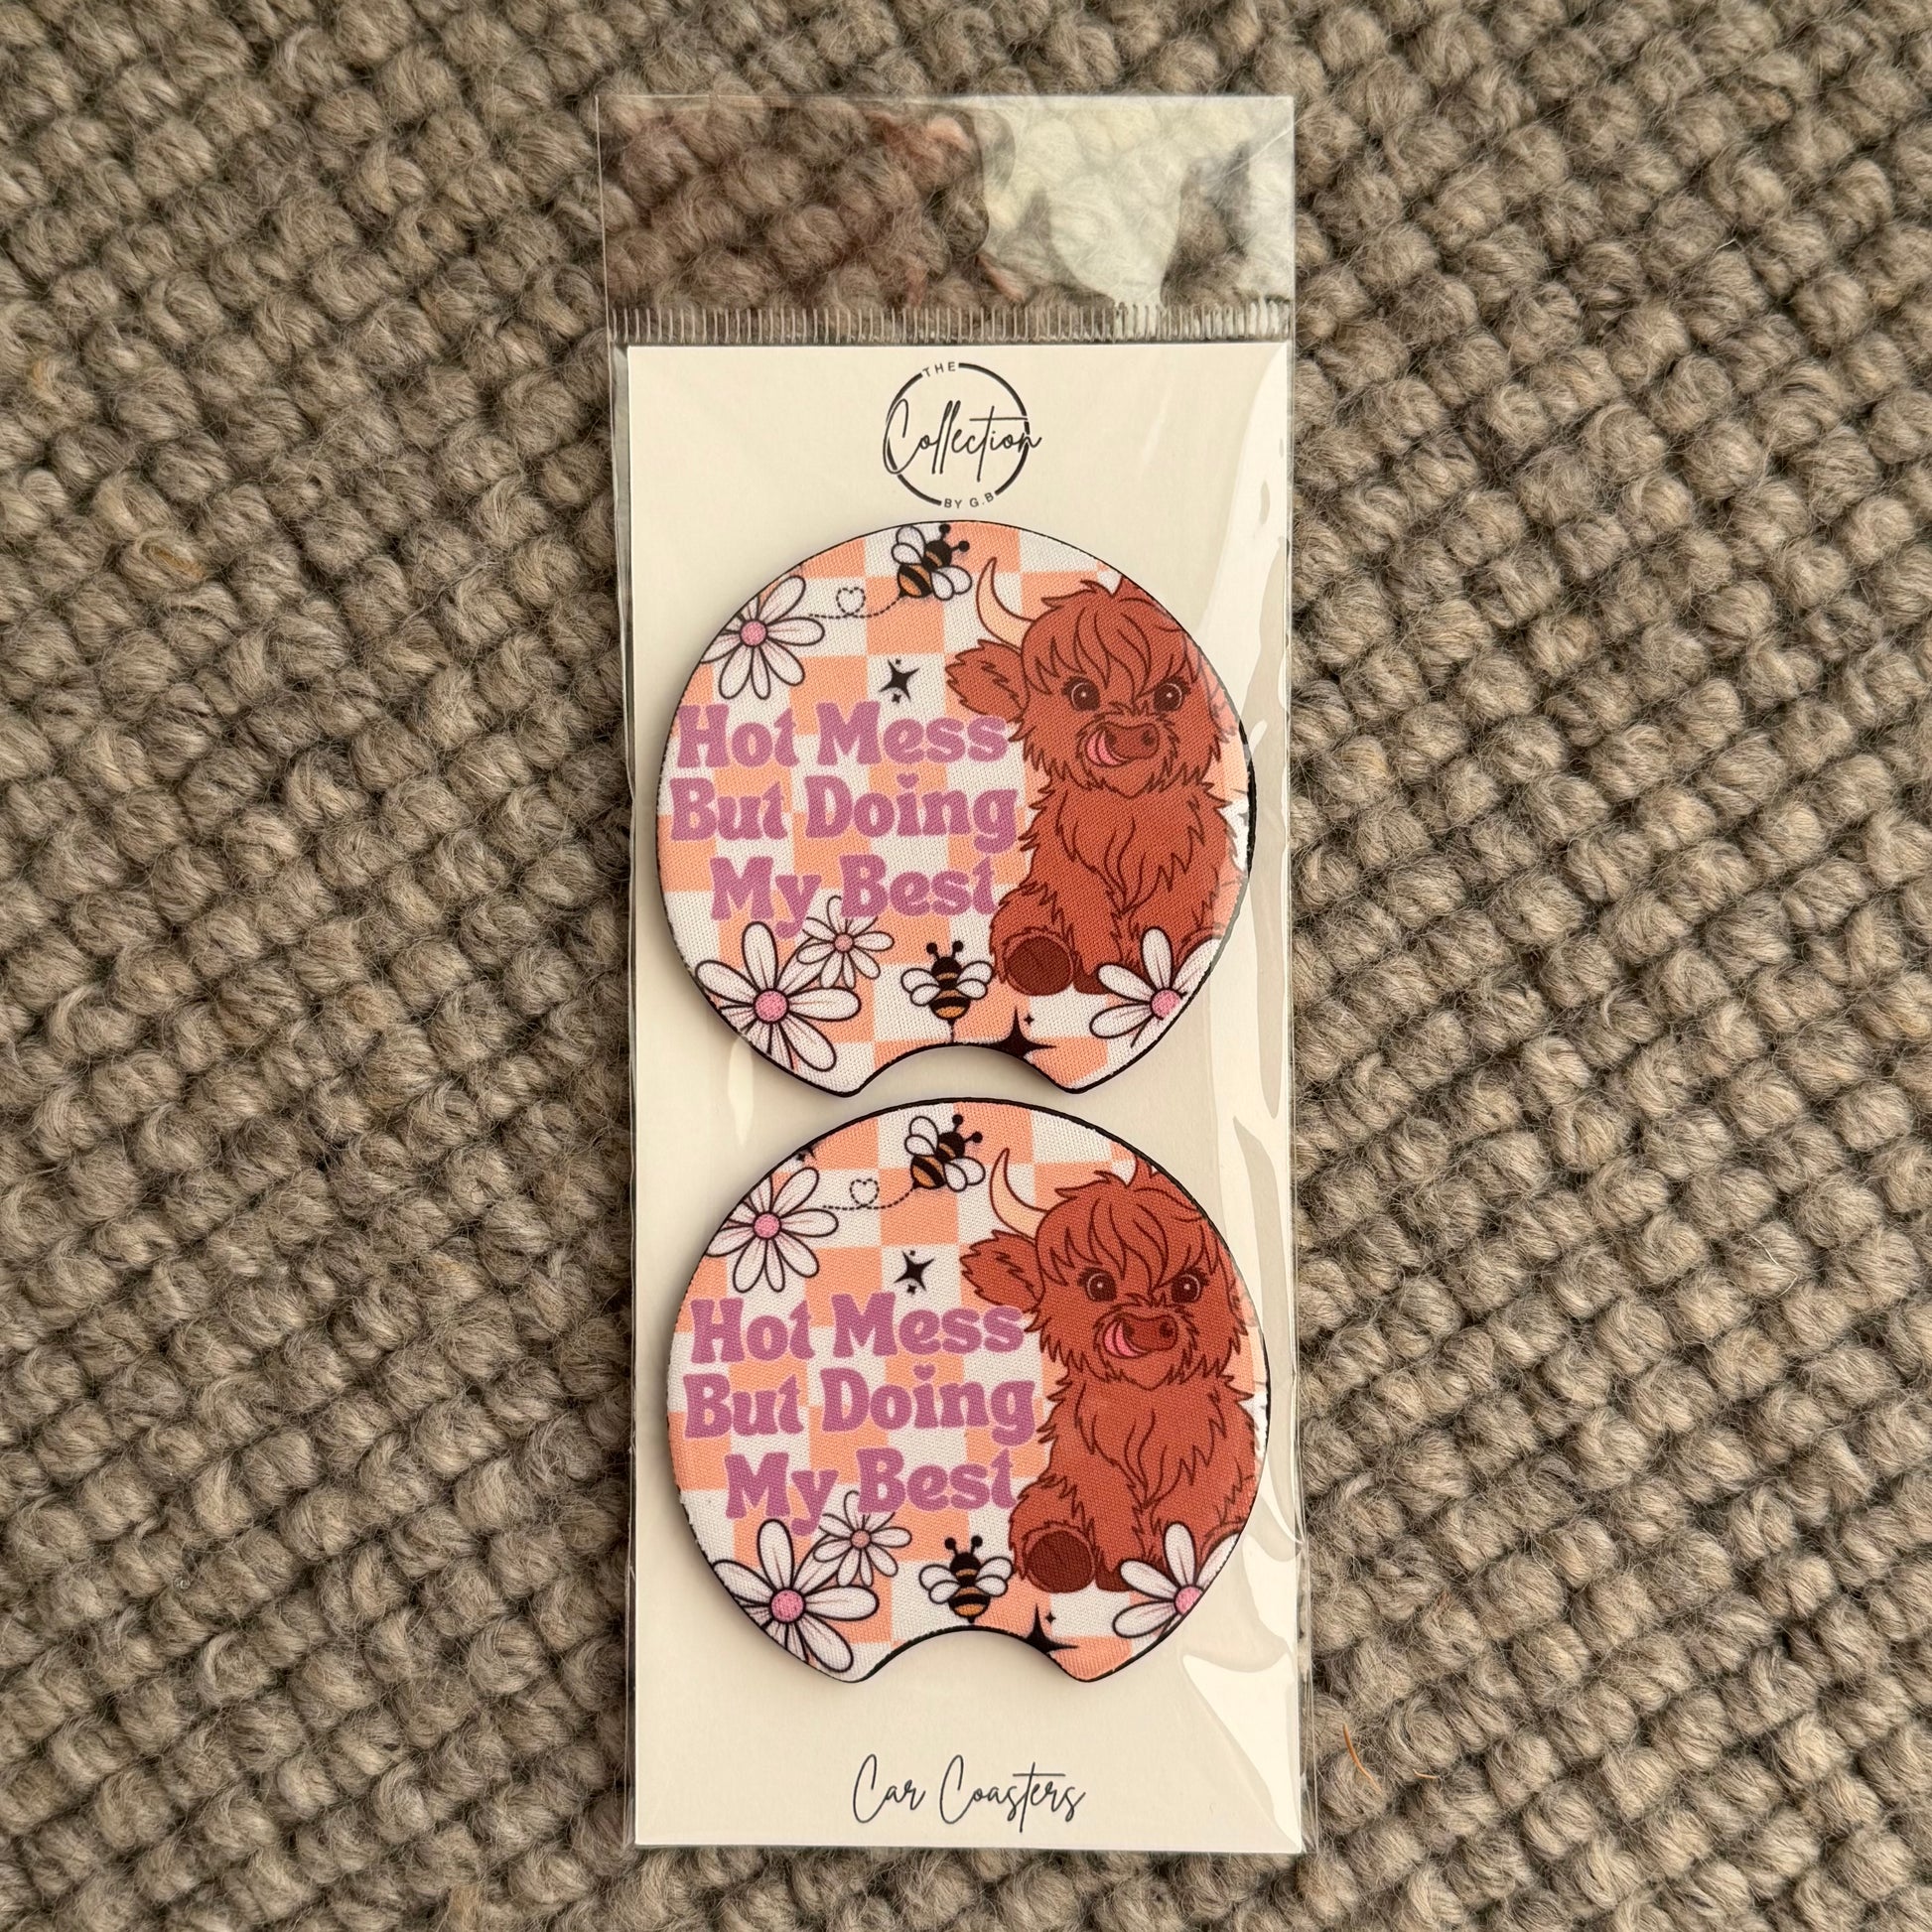 THE
Collection
BY G.B
Hot Mess
But Doing
My Best
Hot Mess
But Doing
My Best
Car Coasters